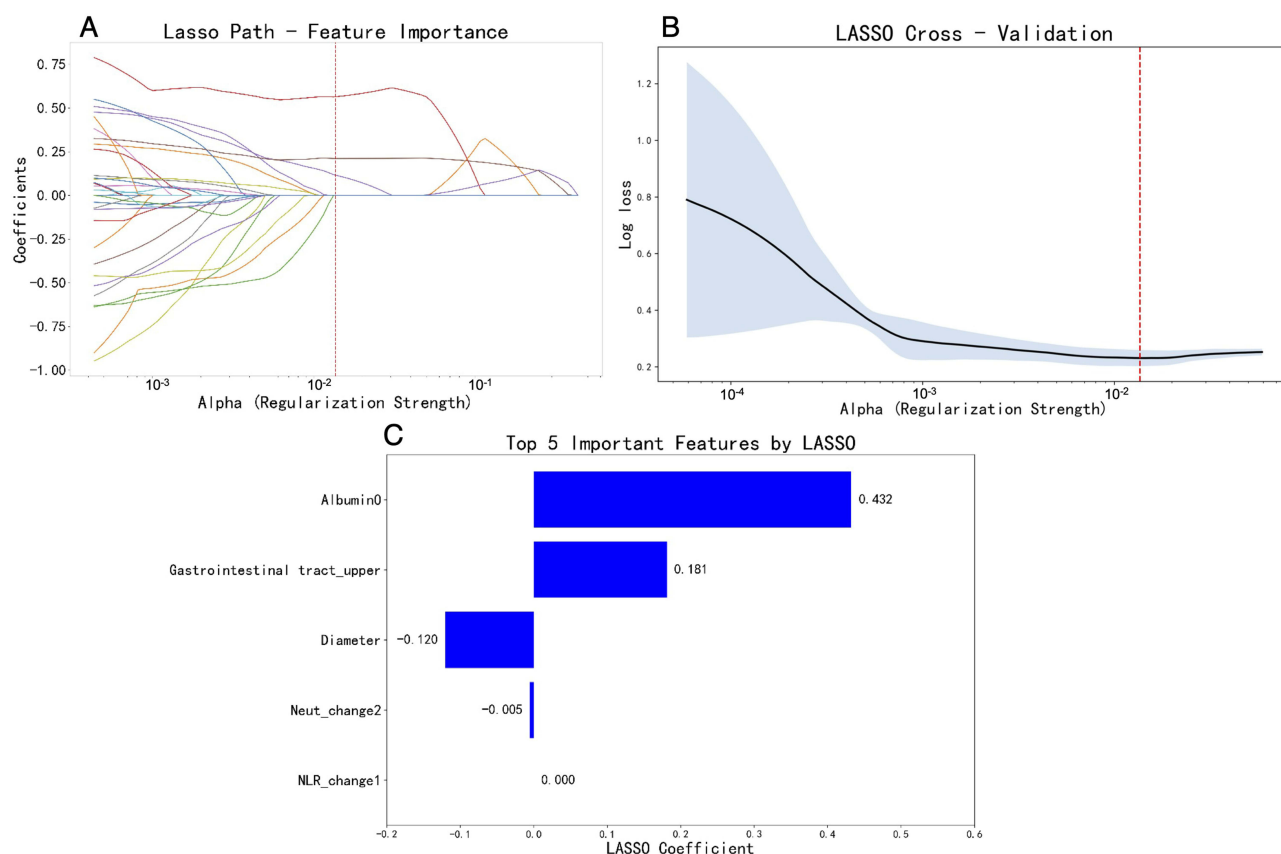 A
Lasso Path - Feature Importance
0.75
0.50
0.25
0.00
-0.25
-0.50
-0.75
-1.00
Coefficients
10-3
10-2
10-1
Alpha (Regularization Strength)
B
LASSO Cross - Validation
1.2
1.0
0.8
0.6
0.4
0.2
Log loss
10-4
10-3
10-2
Alpha (Regularization Strength)
C
Top 5 Important Features by LASSO
Albumin0
0.432
Gastrointestinal tract_upper
0.181
Diameter
-0.120
Neut_change2
-0.005
NLR_change1
0.000
-0.2
-0.1
0.0
0.1
0.2
0.3
0.4
0.5
0.6
LASSO Coefficient